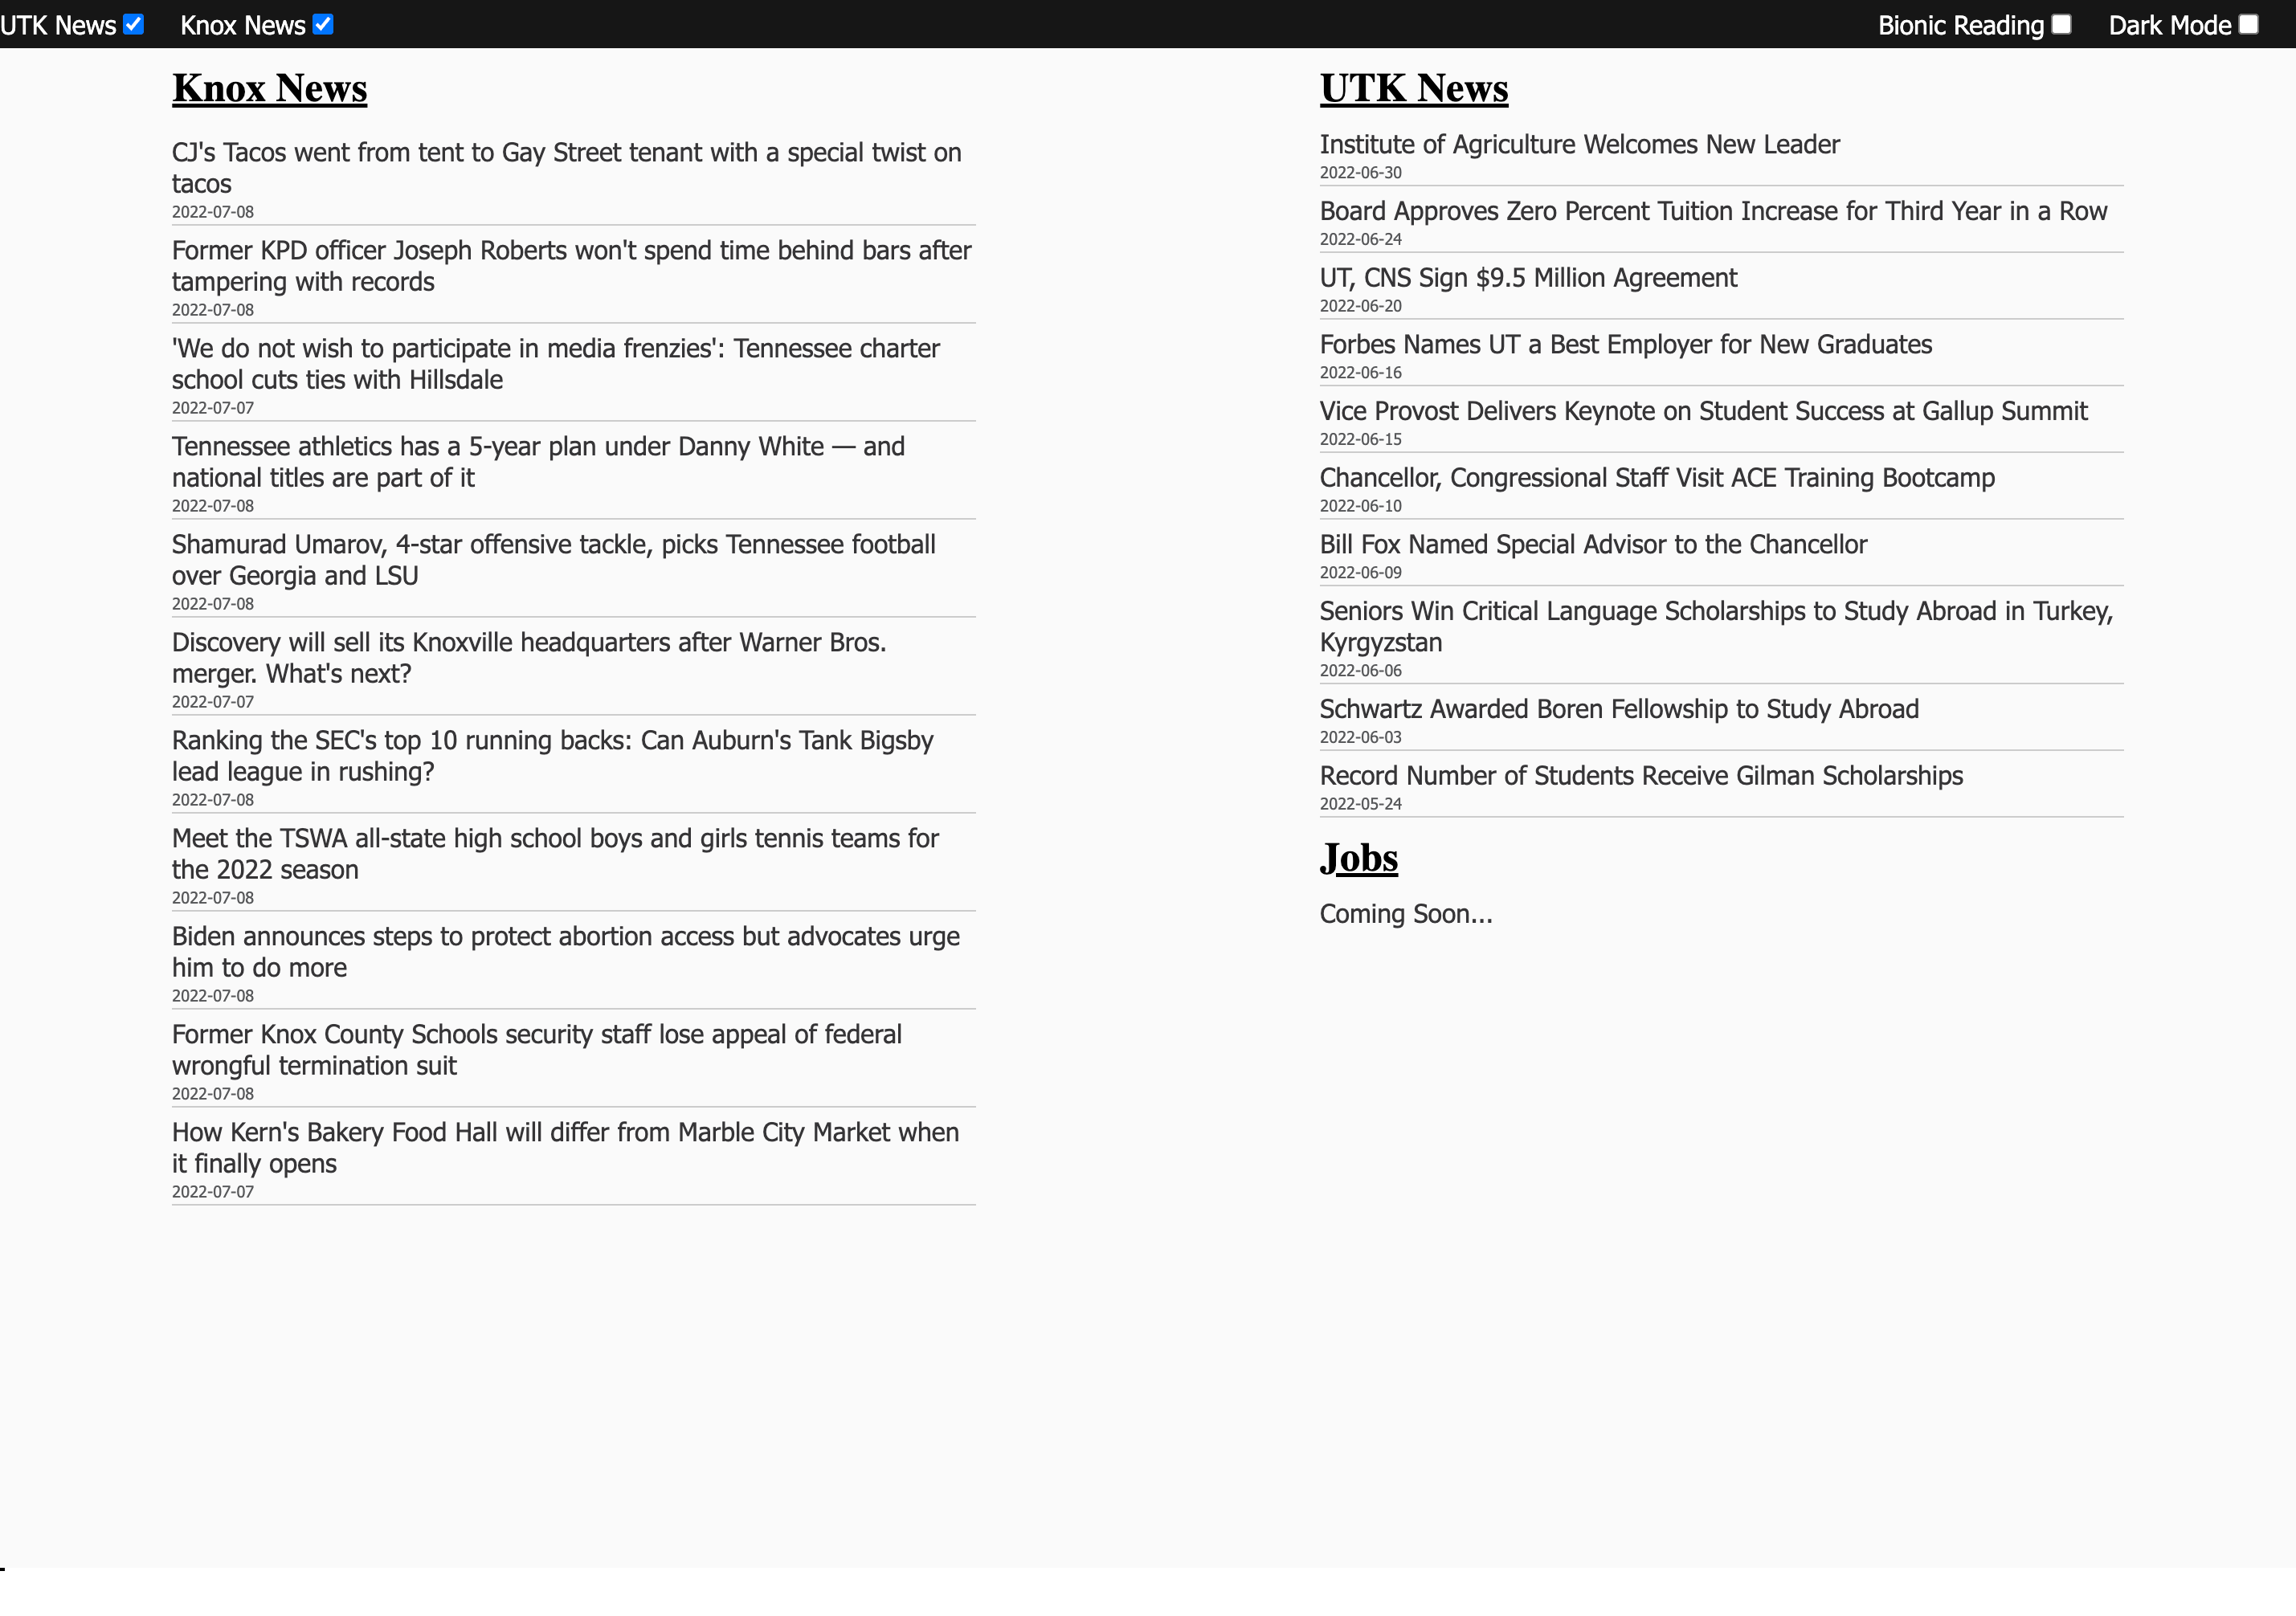 UTK News
Knox News
Bionic Reading
Dark Mode
Knox News
CJ's Tacos went from tent to Gay Street tenant with a special twist on
tacos
2022-07-08
Former KPD officer Joseph Roberts won't spend time behind bars after
tampering with records
2022-07-08
'We do not wish to participate in media frenzies': Tennessee charter
school cuts ties with Hillsdale
2022-07-07
Tennessee athletics has a 5-year plan under Danny White — and
national titles are part of it
2022-07-08
Shamurad Umarov, 4-star offensive tackle, picks Tennessee football
over Georgia and LSU
2022-07-08
Discovery will sell its Knoxville headquarters after Warner Bros.
merger. What's next?
2022-07-07
Ranking the SEC's top 10 running backs: Can Auburn's Tank Bigsby
lead league in rushing?
2022-07-08
Meet the TSWA all-state high school boys and girls tennis teams for
the 2022 season
2022-07-08
Biden announces steps to protect abortion access but advocates urge
him to do more
2022-07-08
Former Knox County Schools security staff lose appeal of federal
wrongful termination suit
2022-07-08
How Kern's Bakery Food Hall will differ from Marble City Market when
it finally opens
2022-07-07
UTK News
Institute of Agriculture Welcomes New Leader
2022-06-30
Board Approves Zero Percent Tuition Increase for Third Year in a Row
2022-06-24
UT, CNS Sign $9.5 Million Agreement
2022-06-20
Forbes Names UT a Best Employer for New Graduates
2022-06-16
Vice Provost Delivers Keynote on Student Success at Gallup Summit
2022-06-15
Chancellor, Congressional Staff Visit ACE Training Bootcamp
2022-06-10
Bill Fox Named Special Advisor to the Chancellor
2022-06-09
Seniors Win Critical Language Scholarships to Study Abroad in Turkey,
Kyrgyzstan
2022-06-06
Schwartz Awarded Boren Fellowship to Study Abroad
2022-06-03
Record Number of Students Receive Gilman Scholarships
2022-05-24
Jobs
Coming Soon...